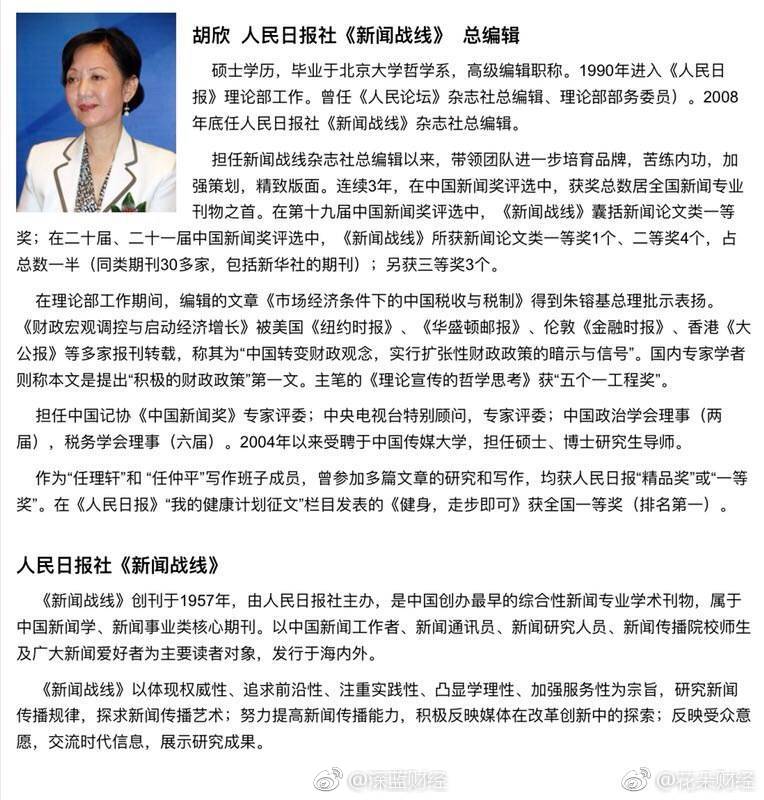 胡欣 人民日报社《新闻战线》 总编辑
硕士学历，毕业于北京大学哲学系，高级编辑职称。1990年进入《人民日
报》理论部工作。曾任《人民论坛》杂志社总编辑、理论部部务委员）。2008
年底任人民日报社《新闻战线》杂志社总编辑。
担任新闻战线杂志社总编辑以来，带领团队进一步培育品牌，苦练内功，加
强策划，精致版面。连续3年，在中国新闻奖评选中，获奖总数居全国新闻专业
刊物之首。在第十九届中国新闻奖评选中，《新闻战线》囊括新闻论文类一等
奖；在二十届、二十一届中国新闻奖评选中，《新闻战线》所获新闻论文类一等奖1个、二等奖4个，占
总数一半（同类期刊30多家，包括新华社的期刊）；另获三等奖3个。
在理论部工作期间，编辑的文章《市场经济条件下的中国税收与税制》得到朱镕基总理批示表扬。
《财政宏观调控与启动经济增长》被美国《纽约时报》、《华盛顿邮报》、伦敦《金融时报》、香港《大
公报》等多家报刊转载，称其为“中国转变财政观念，实行扩张性财政政策的暗示与信号”。国内专家学者
则称本文是提出“积极的财政政策”第一文。主笔的《理论宣传的哲学思考》获“五个一工程奖”。
担任中国记协《中国新闻奖》专家评委；中央电视台特别顾问，专家评委；中国政治学会理事（两
届），税务学会理事（六届）。2004年以来受聘于中国传媒大学，担任硕士、博士研究生导师。
作为“任理轩”和 “任仲平”写作班子成员，曾参加多篇文章的研究和写作，均获人民日报“精品奖”或“一等
奖”。在《人民日报》“我的健康计划征文”栏目发表的《健身，走步即可》获全国一等奖（排名第一）。
人民日报社《新闻战线》
《新闻战线》创刊于1957年，由人民日报社主办，是中国创办最早的综合性新闻专业学术刊物，属于
中国新闻学、新闻事业类核心期刊。以中国新闻工作者、新闻通讯员、新闻研究人员、新闻传播院校师生
及广大新闻爱好者为主要读者对象，发行于海内外。
《新闻战线》以体现权威性、追求前沿性、注重实践性、凸显学理性、加强服务性为宗旨，研究新闻
传播规律，探求新闻传播艺术；努力提高新闻传播能力，积极反映媒体在改革创新中的探索；反映受众意
愿，交流时代信息，展示研究成果。
@深蓝财经 @花朵财经